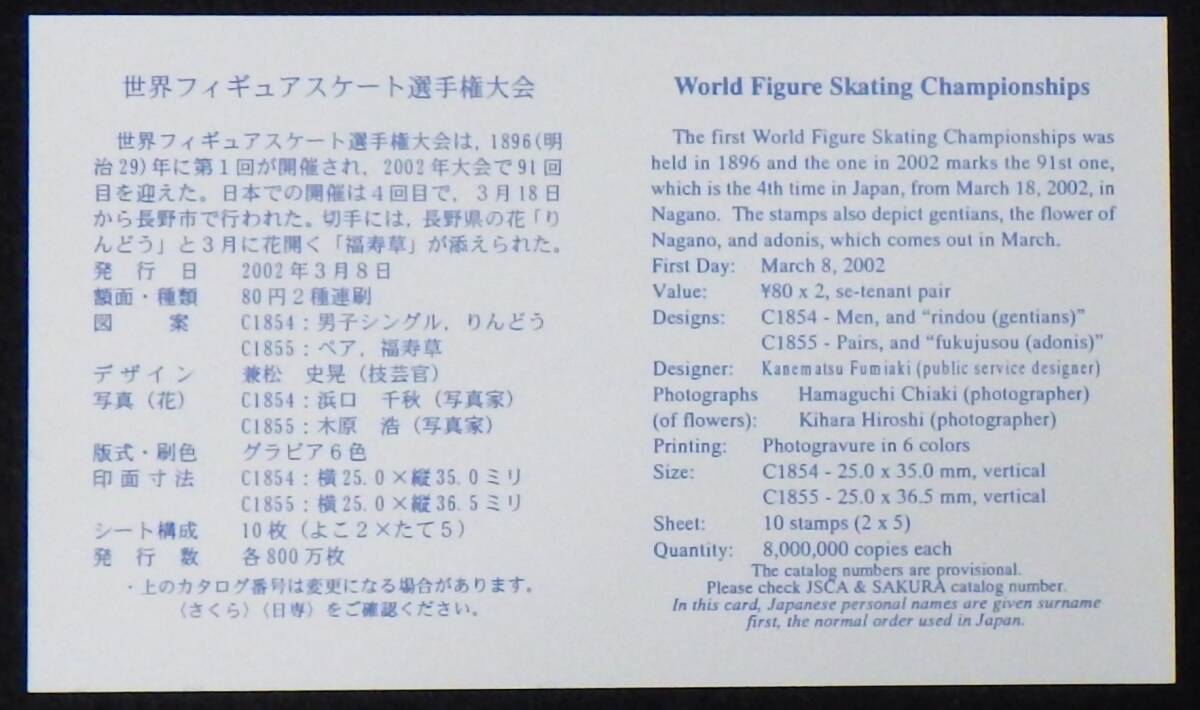 世界フィギュアスケート選手権大会
世界フィギュアスケート選手権大会は，1896(明
治29)年に第１回が開催され，2002年大会で91回
目を迎えた。日本での開催は４回目で，３月18日
から長野市で行われた。切手には，長野県の花「り
んどう」と３月に花開く「福寿草」が添えられた。
発行日 2002年３月８日
額面・種類 80円２種連刷
図案 C1854：男子シングル，りんどう
C1855：ペア，福寿草
デザイン 兼松 史晃（技芸官）
写真（花） C1854：浜口 千秋（写真家）
C1855：木原 浩（写真家）
版式・刷色 グラビア６色
印面寸法 C1854：横25.0×縦35.0ミリ
C1855：横25.0×縦36.5ミリ
シート構成 10枚（よこ２×たて５）
発行数 各800万枚
・上のカタログ番号は変更になる場合があります。
〈さくら〉〈日専〉をご確認ください。
World Figure Skating Championships
The first World Figure Skating Championships was
held in 1896 and the one in 2002 marks the 91st one,
which is the 4th time in Japan, from March 18, 2002, in
Nagano. The stamps also depict gentians, the flower of
Nagano, and adonis, which comes out in March.
First Day: March 8, 2002
Value: ¥80 x 2, se-tenant pair
Designs: C1854 - Men, and “rindou (gentians)”
C1855 - Pairs, and “fukujusou (adonis)”
Designer: Kanematsu Fumiaki (public service designer)
Photographs Hamaguchi Chiaki (photographer)
(of flowers): Kihara Hiroshi (photographer)
Printing: Photogravure in 6 colors
Size: C1854 - 25.0 x 35.0 mm, vertical
C1855 - 25.0 x 36.5 mm, vertical
Sheet: 10 stamps (2 x 5)
Quantity: 8,000,000 copies each
The catalog numbers are provisional.
Please check JSCA & SAKURA catalog number.
In this card, Japanese personal names are given surname
first, the normal order used in Japan.